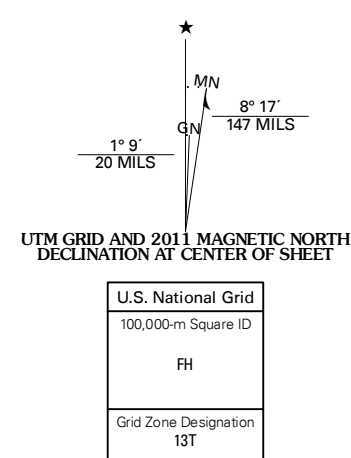 ★
MN
GN
8° 17´
147 MILS
1° 9´
20 MILS
UTM GRID AND 2011 MAGNETIC NORTH
DECLINATION AT CENTER OF SHEET
U.S. National Grid
100,000-m Square ID
FH
Grid Zone Designation
13T